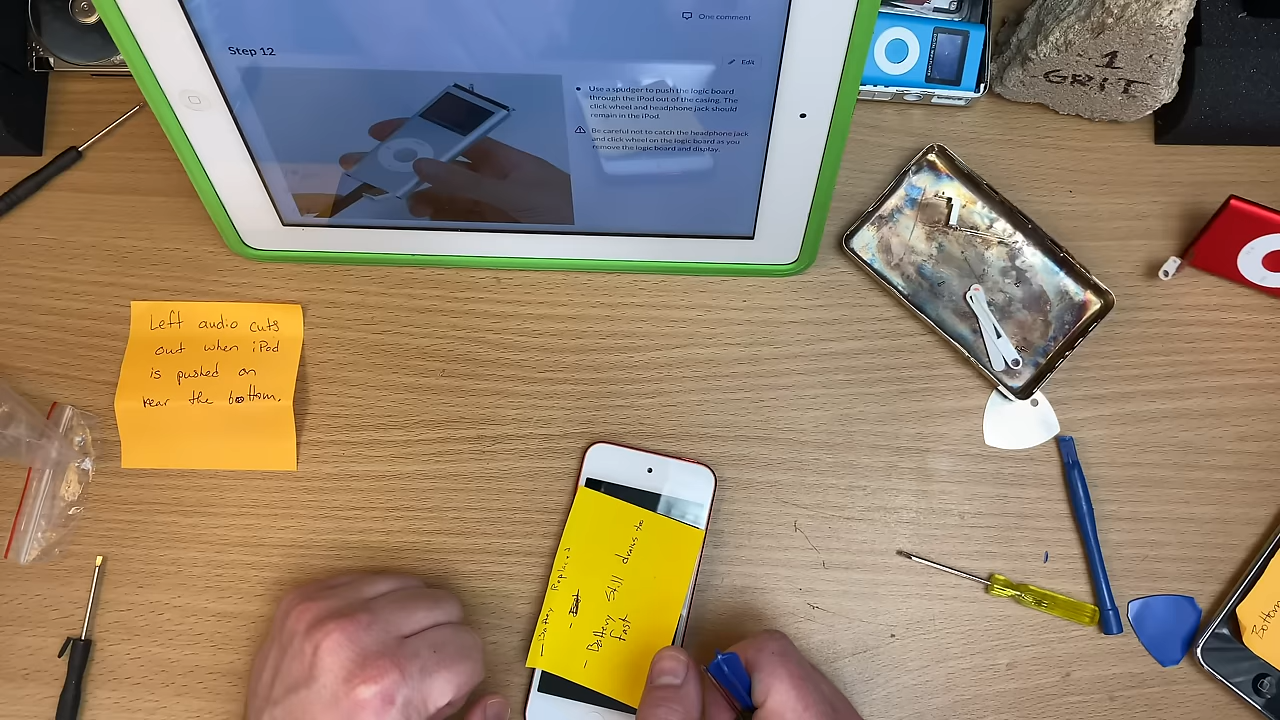 One comment
Step 12
Edit
Use a spudger to push the logic board
through the iPod out of the casing. The
click wheel and headphone jack should
remain in the iPod.
Be careful not to catch the headphone jack
and click wheel on the logic board as you
remove the logic board and display.
1
GRIT
Left audio cuts
out when iPod
is pushed on
near the bottom.
- Battery Replaced
- Battery Still drains to
fast
Bottom